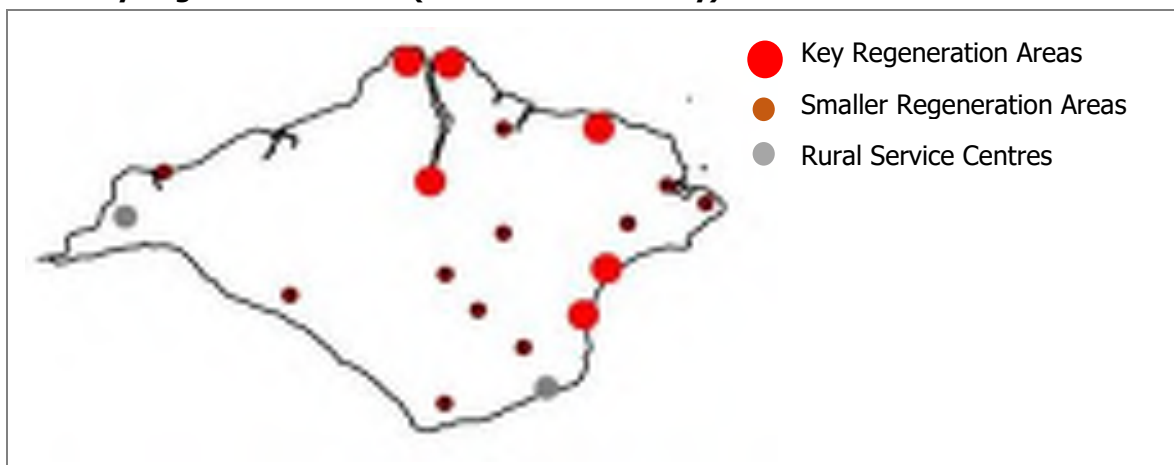 Key Regeneration Areas
Smaller Regeneration Areas
Rural Service Centres